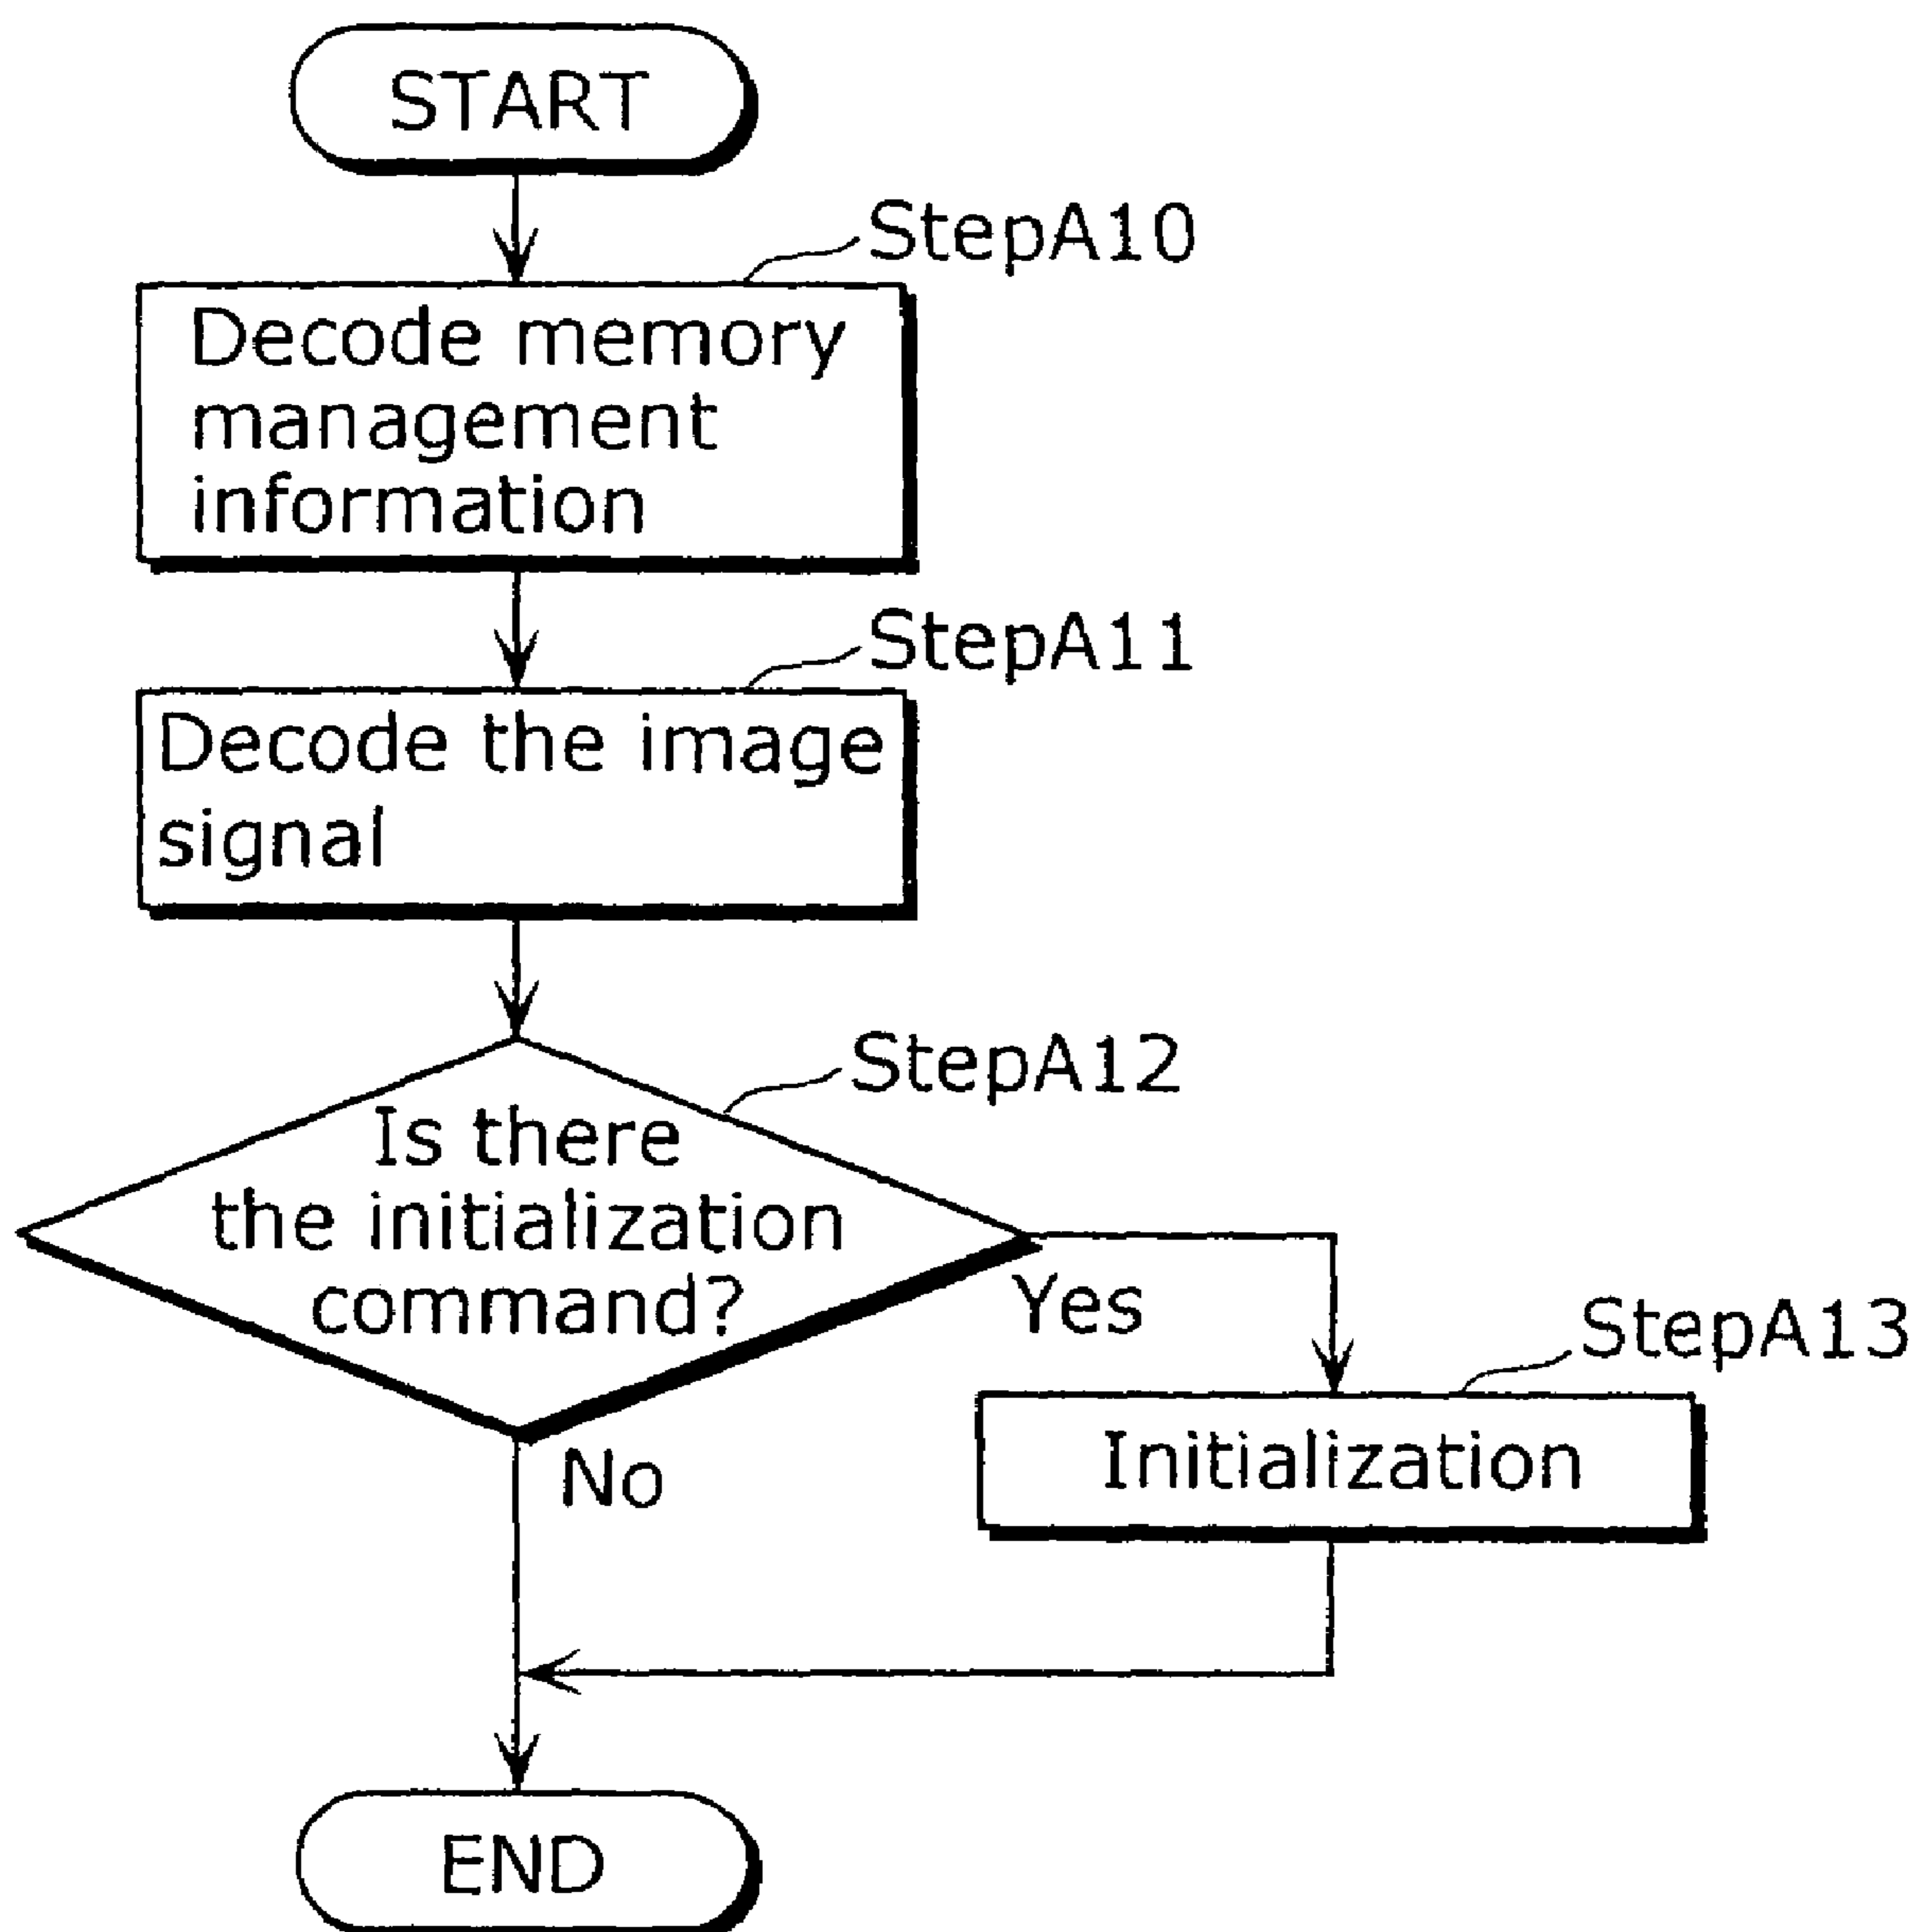 START
StepA10
Decode memory
management
information
StepA11
Decode the image
signal
StepA12
Is there
the initialization
command?
Yes
StepA13
Initialization
No
END